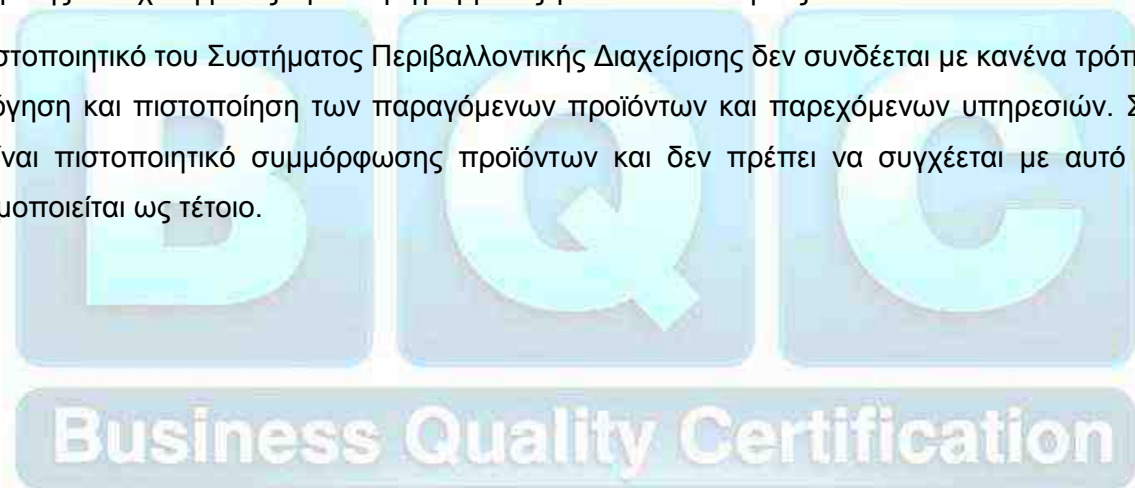 στοποιητικό του Συστήματος Περιβαλλοντικής Διαχείρισης δεν συνδέεται με κανένα τρόπ
όγηση και πιστοποίηση των παραγόμενων προϊόντων και παρεχόμενων υπηρεσιών. Σ
ίναι πιστοποιητικό συμμόρφωσης προϊόντων και δεν πρέπει να συγχέεται με αυτό
μοποιείται ως τέτοιο.
B Q C
Business Quality Certification